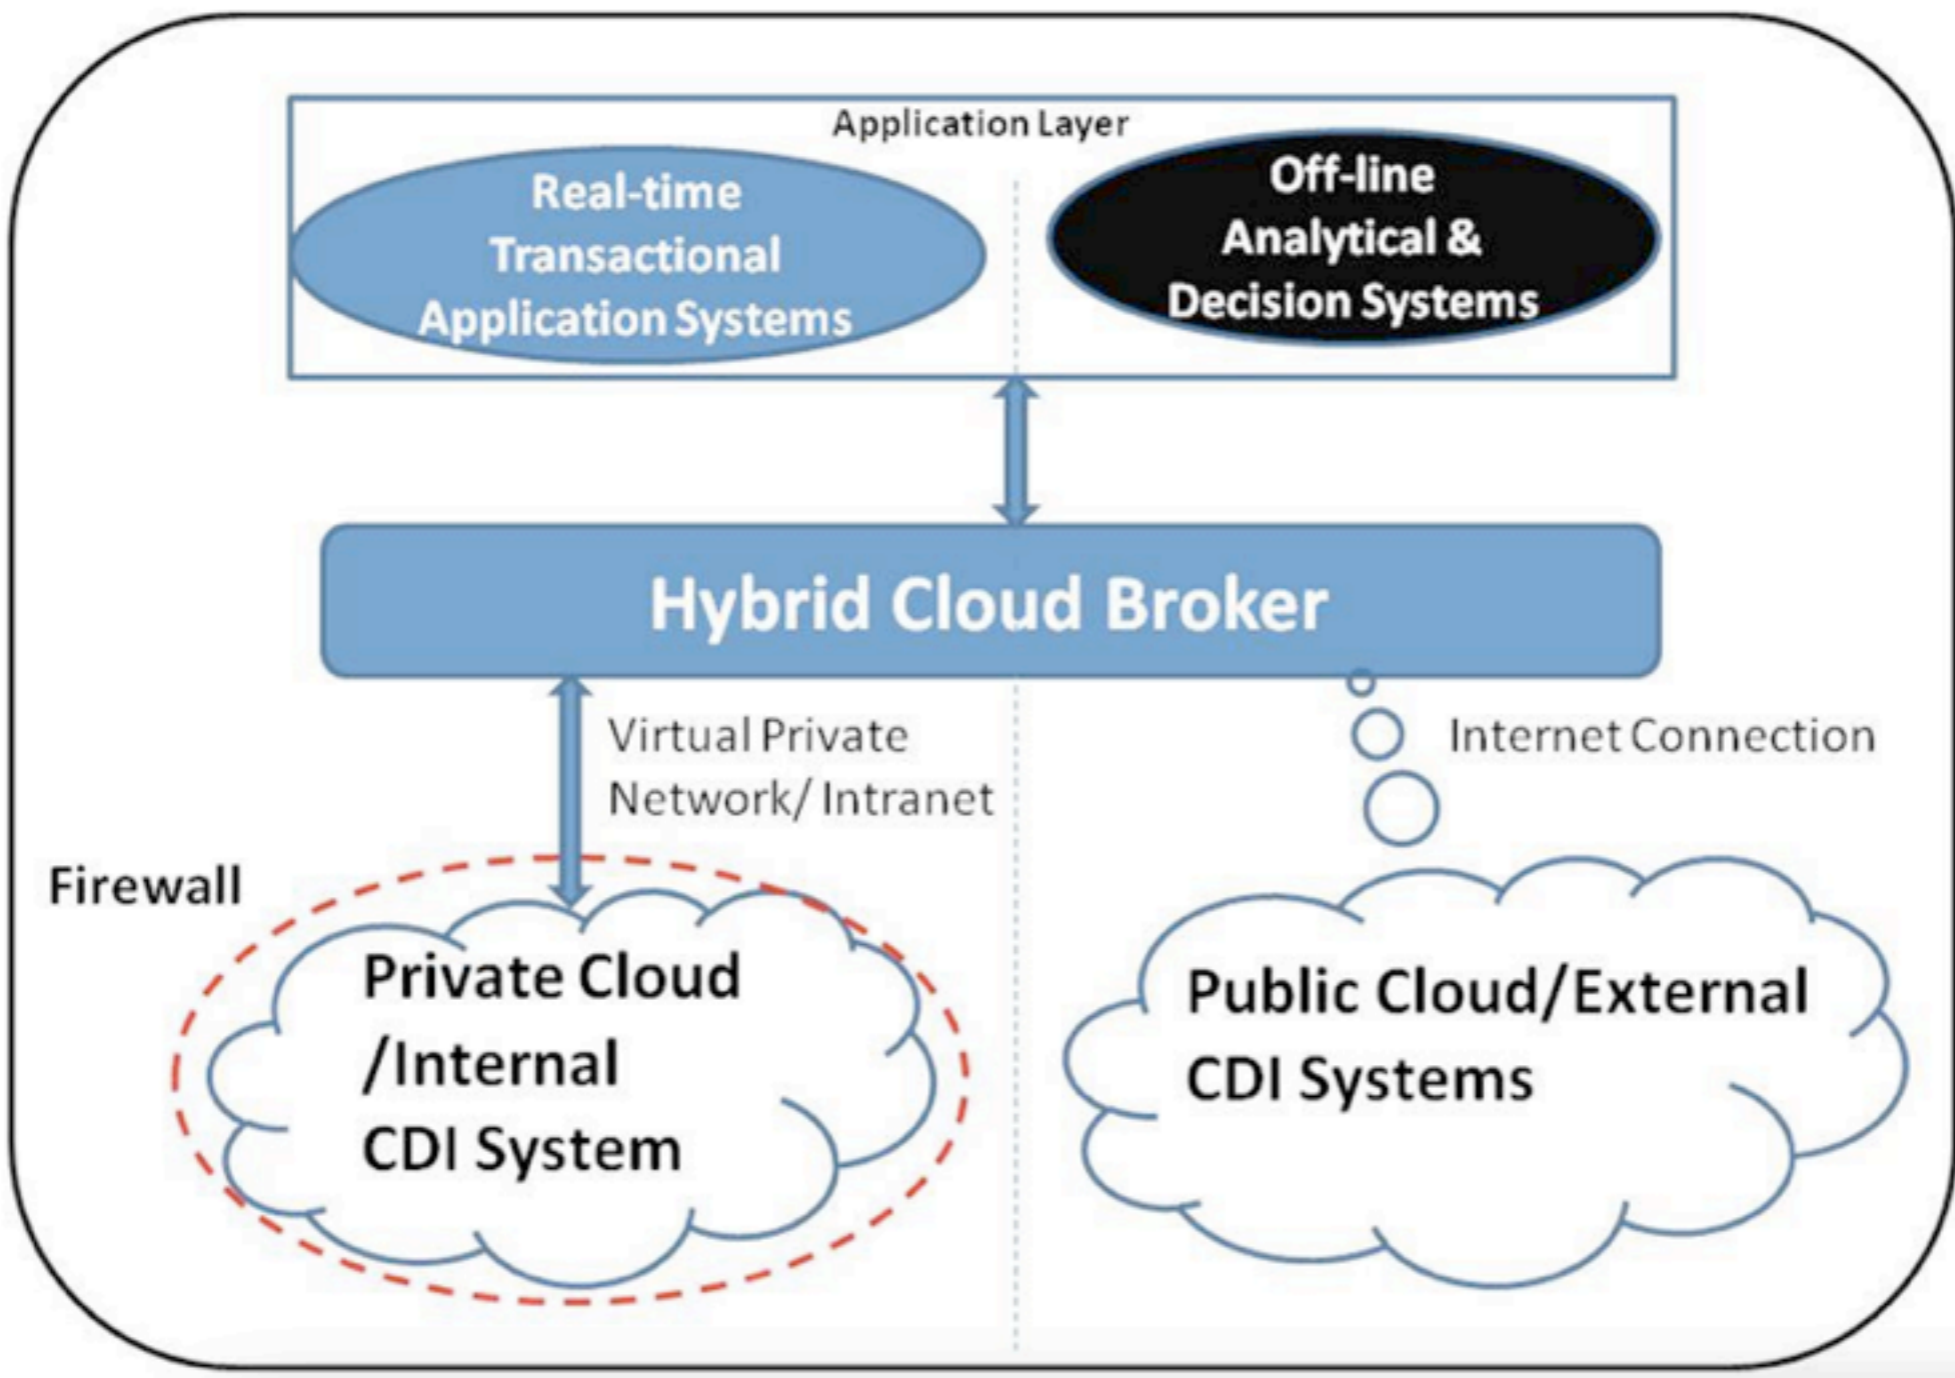 Application Layer
Real-time
Transactional
Application Systems
Off-line
Analytical &
Decision Systems
Hybrid Cloud Broker
Virtual Private
Network/ Intranet
Internet Connection
Firewall
Private Cloud
/Internal
CDI System
Public Cloud/External
CDI Systems